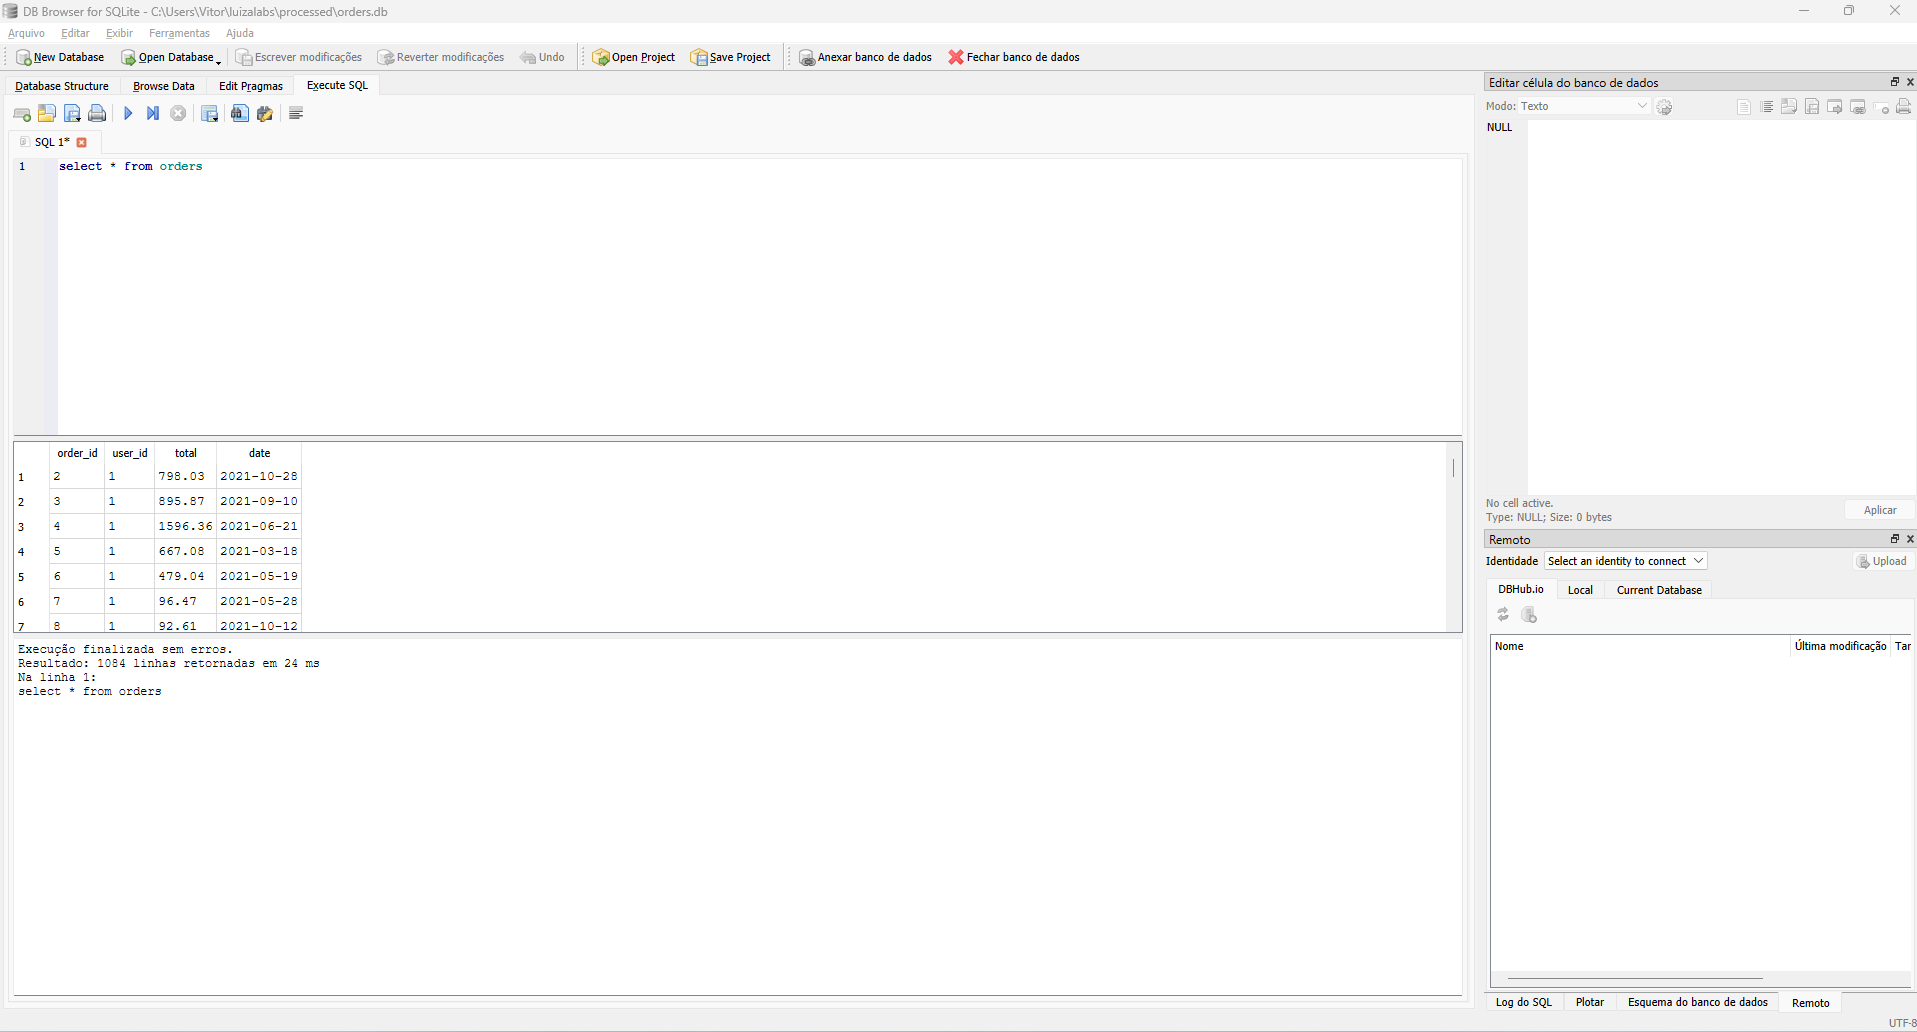 DB Browser for SQLite - C:\Users\Vitor\luizalabs\processed\orders.db
Arquivo Editar Exibir Ferramentas Ajuda
New Database Open Database Escrever modificações Reverter modificações Undo Open Project Save Project Anexar banco de dados Fechar banco de dados
Database Structure Browse Data Edit Pragmas Execute SQL
SQL 1*
1 select * from orders
order_id user_id total date
1 2 1 798.03 2021-10-28
2 3 1 895.87 2021-09-10
3 4 1 1596.36 2021-06-21
4 5 1 667.08 2021-03-18
5 6 1 479.04 2021-05-19
6 7 1 96.47 2021-05-28
7 8 1 92.61 2021-10-12
Execução finalizada sem erros.
Resultado: 1084 linhas retornadas em 24 ms
Na linha 1:
select * from orders
Editar célula do banco de dados
Modo: Texto
NULL
No cell active.
Type: NULL; Size: 0 bytes
Aplicar
Remoto
Identidade Select an identity to connect Upload
DBHub.io Local Current Database
Nome Última modificação Tar
Log do SQL Plotar Esquema do banco de dados Remoto
UTF-8